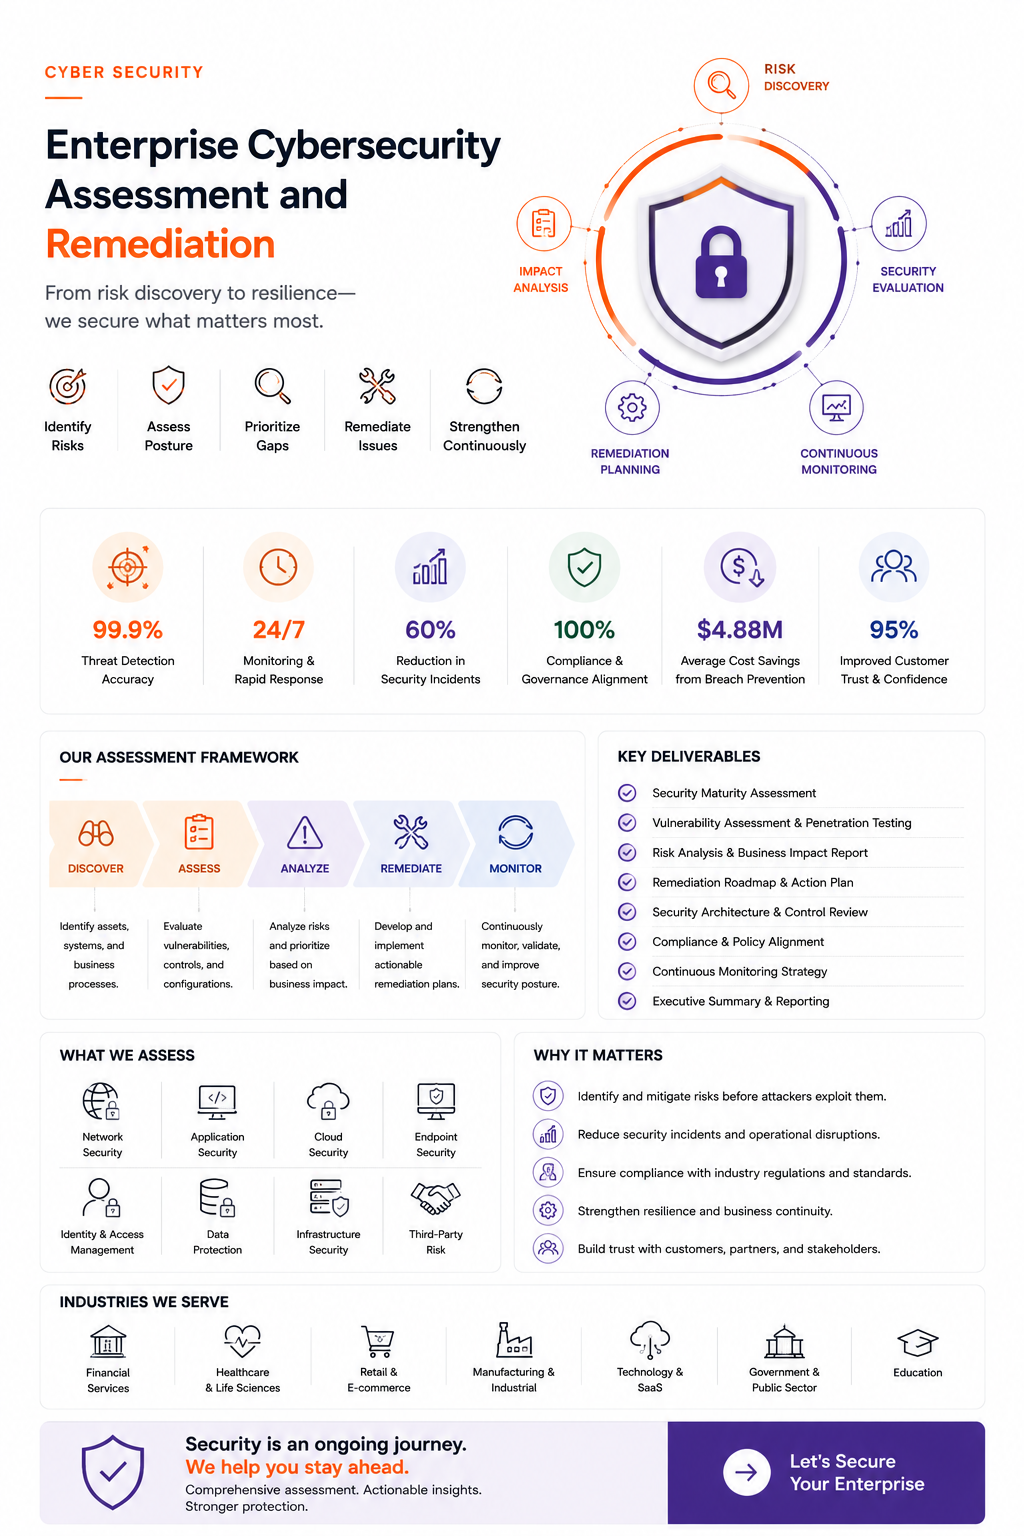 CYBER SECURITY
Enterprise Cybersecurity
Assessment and
Remediation
From risk discovery to resilience—
we secure what matters most.
Identify
Risks
Assess
Posture
Prioritize
Gaps
Remediate
Issues
Strengthen
Continuously
RISK
DISCOVERY
SECURITY
EVALUATION
CONTINUOUS
MONITORING
REMEDIATION
PLANNING
IMPACT
ANALYSIS
99.9%
Threat Detection
Accuracy
24/7
Monitoring &
Rapid Response
60%
Reduction in
Security Incidents
100%
Compliance &
Governance Alignment
$4.88M
Average Cost Savings
from Breach Prevention
95%
Improved Customer
Trust & Confidence
OUR ASSESSMENT FRAMEWORK
DISCOVER
Identify assets,
systems, and
business
processes.
ASSESS
Evaluate
vulnerabilities,
controls, and
configurations.
ANALYZE
Analyze risks
and prioritize
based on
business impact.
REMEDIATE
Develop and
implement
actionable
remediation plans.
MONITOR
Continuously
monitor, validate,
and improve
security posture.
KEY DELIVERABLES
Security Maturity Assessment
Vulnerability Assessment & Penetration Testing
Risk Analysis & Business Impact Report
Remediation Roadmap & Action Plan
Security Architecture & Control Review
Compliance & Policy Alignment
Continuous Monitoring Strategy
Executive Summary & Reporting
WHAT WE ASSESS
Network
Security
Application
Security
Cloud
Security
Endpoint
Security
Identity & Access
Management
Data
Protection
Infrastructure
Security
Third-Party
Risk
WHY IT MATTERS
Identify and mitigate risks before attackers exploit them.
Reduce security incidents and operational disruptions.
Ensure compliance with industry regulations and standards.
Strengthen resilience and business continuity.
Build trust with customers, partners, and stakeholders.
INDUSTRIES WE SERVE
Financial
Services
Healthcare
& Life Sciences
Retail &
E-commerce
Manufacturing &
Industrial
Technology &
SaaS
Government &
Public Sector
Education
Security is an ongoing journey.
We help you stay ahead.
Comprehensive assessment. Actionable insights.
Stronger protection.
Let's Secure
Your Enterprise